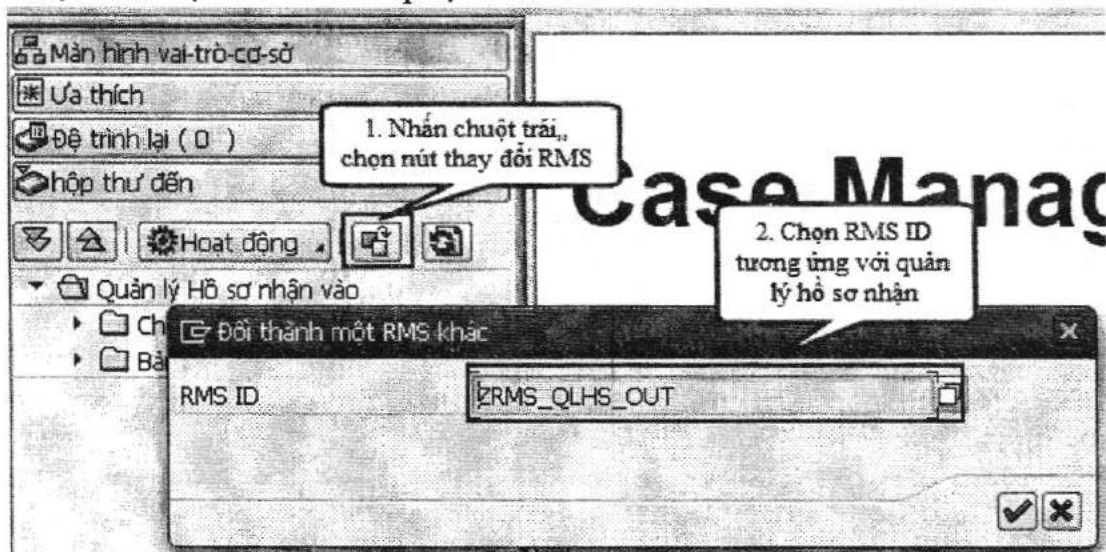 Màn hình vai-trò-cơ-sở
Ưa thích
Đệ trình lại ( 0 )
hộp thư đến
1. Nhấn chuột trái,,
chọn nút thay đổi RMS
Case Manag
2. Chọn RMS ID
tương ứng với quản
lý hồ sơ nhận
Hoạt động
Quản lý Hồ sơ nhận vào
Ch
Bả
Đổi thành một RMS khác
RMS ID
ZRMS_QLHS_OUT